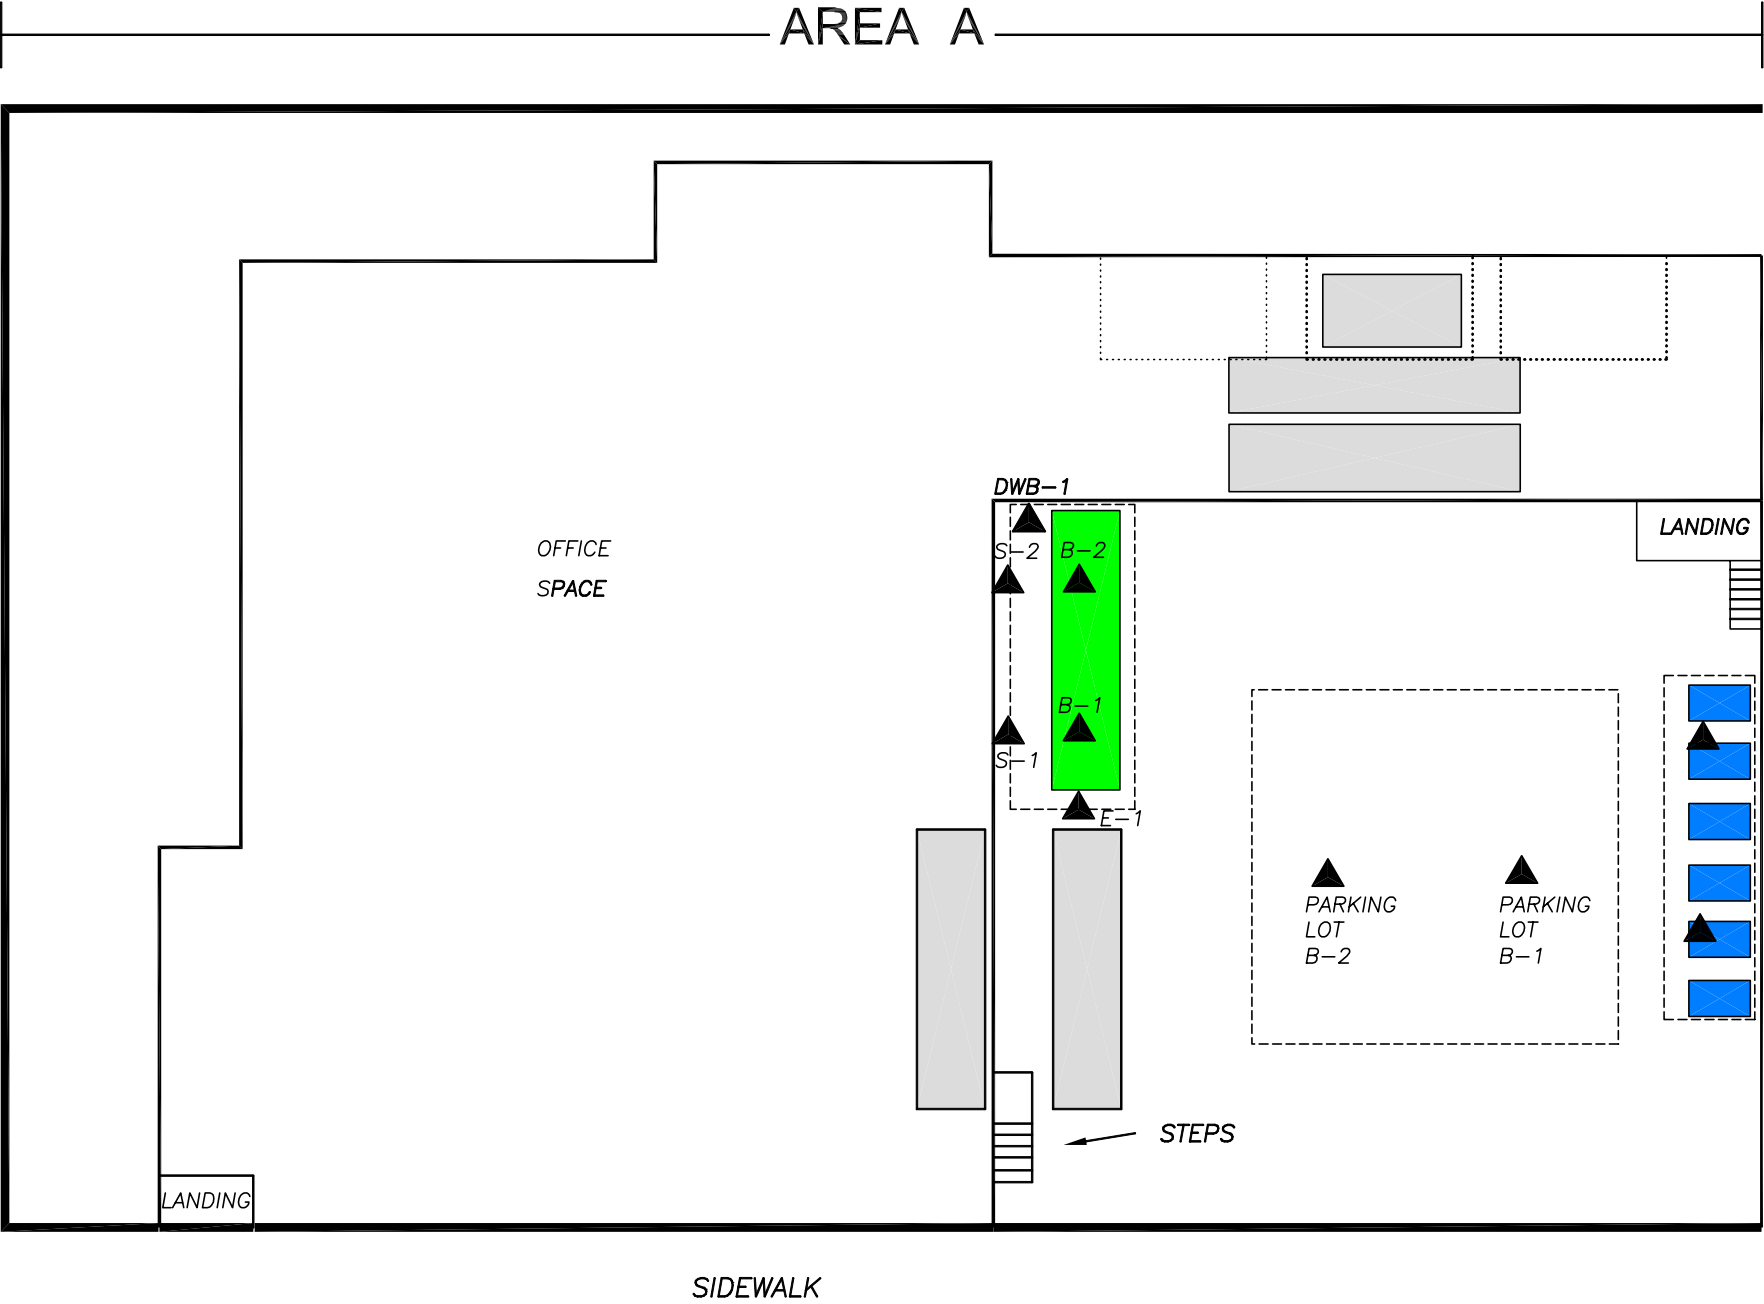 AREA A
DWB-1
S-2
B-2
LANDING
OFFICE
SPACE
B-1
S-1
E-1
PARKING
LOT
B-2
PARKING
LOT
B-1
STEPS
LANDING
SIDEWALK